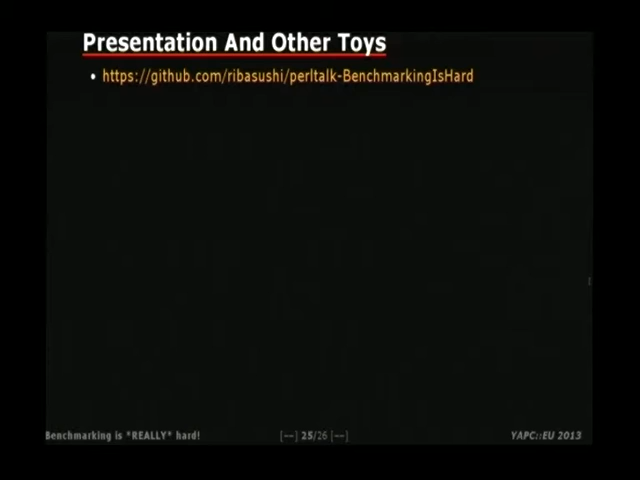 Presentation And Other Toys
• https://github.com/ribasushi/perltalk-BenchmarkingIsHard
Benchmarking is *REALLY* hard! [--] 25/26 [--] YAPC::EU 2013